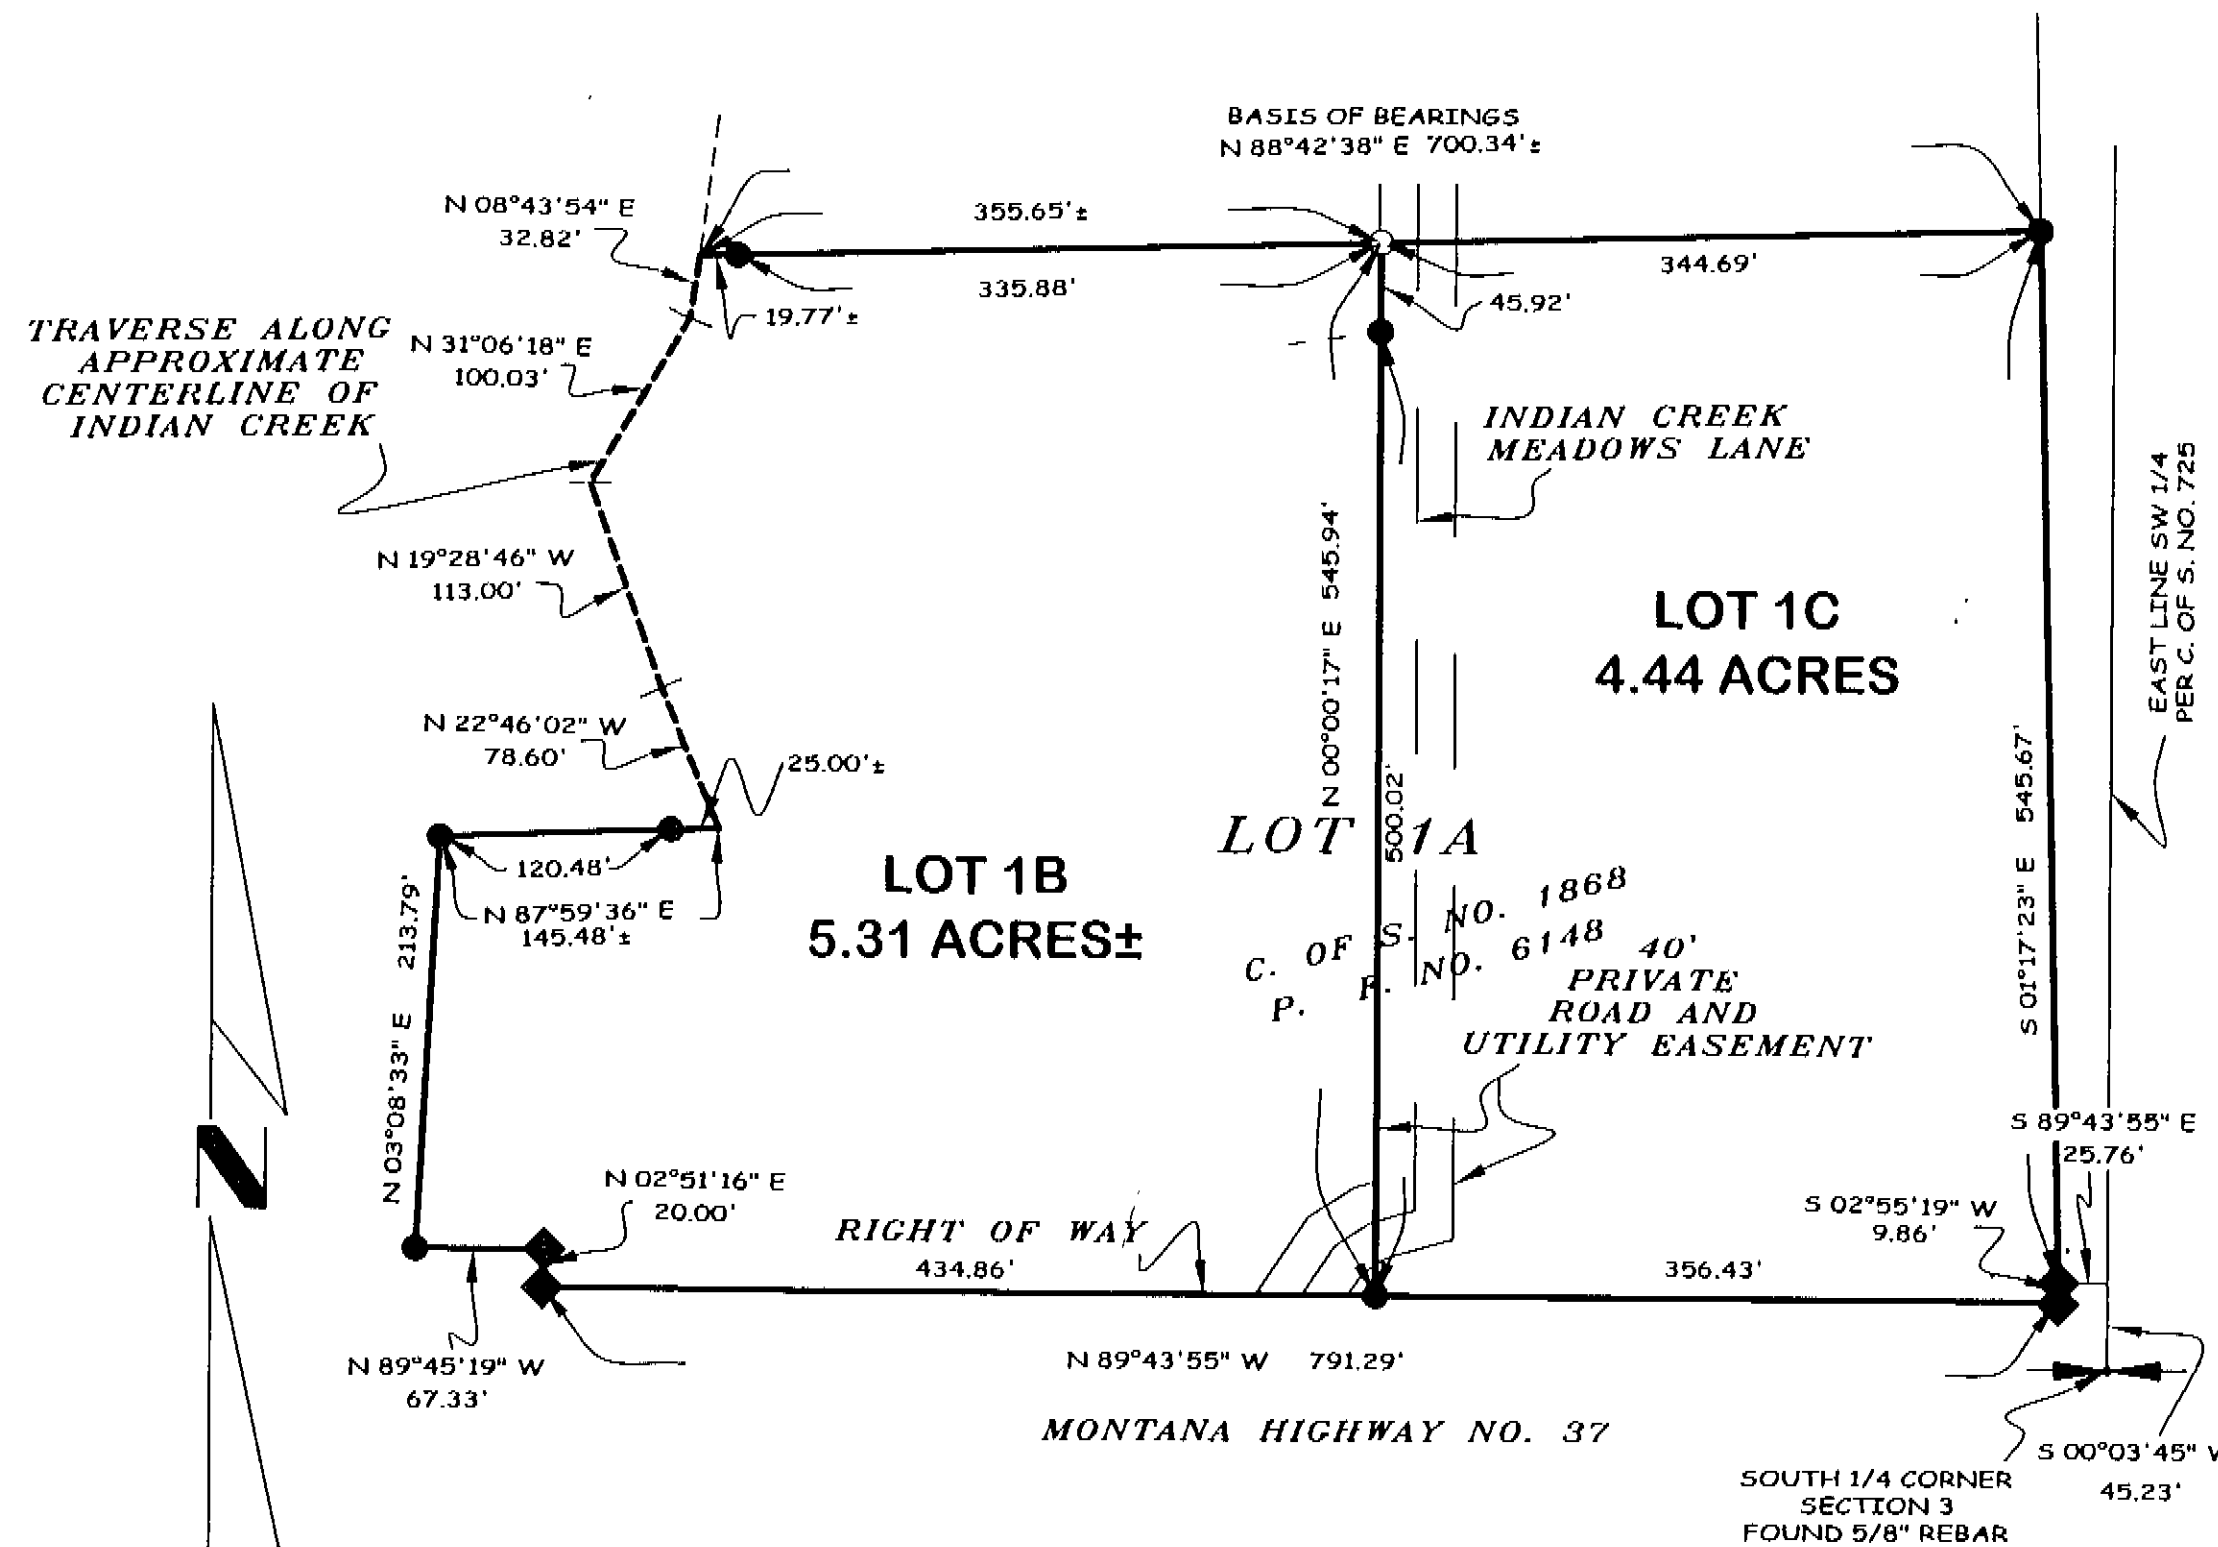 BASIS OF BEARINGS
N 88°42'38" E 700.34'±
N 08°43'54" E
32.82'
355.65'±
335.88'
19.77'±
344.69'
45.92'
TRAVERSE ALONG
APPROXIMATE
CENTERLINE OF
INDIAN CREEK
N 31°06'18" E
100.03'
INDIAN CREEK
MEADOWS LANE
N 19°28'46" W
113.00'
N 00°00'17" E 545.94'
500.02'
LOT 1C
4.44 ACRES
EAST LINE SW 1/4
PER C. OF S. NO. 725
N 22°46'02" W
78.60'
25.00'±
S 01°17'23" E 545.67'
LOT 1A
C. OF S. NO. 1868
P. F. NO. 6148
120.48'
N 87°59'36" E
145.48'±
LOT 1B
5.31 ACRES±
N 03°08'33" E 213.79'
40'
PRIVATE
ROAD AND
UTILITY EASEMENT
N
S 89°43'55" E
25.76'
N 02°51'16" E
20.00'
S 02°55'19" W
9.86'
RIGHT OF WAY
434.86'
356.43'
N 89°45'19" W
67.33'
N 89°43'55" W 791.29'
MONTANA HIGHWAY NO. 37
S 00°03'45" W
45.23'
SOUTH 1/4 CORNER
SECTION 3
FOUND 5/8" REBAR